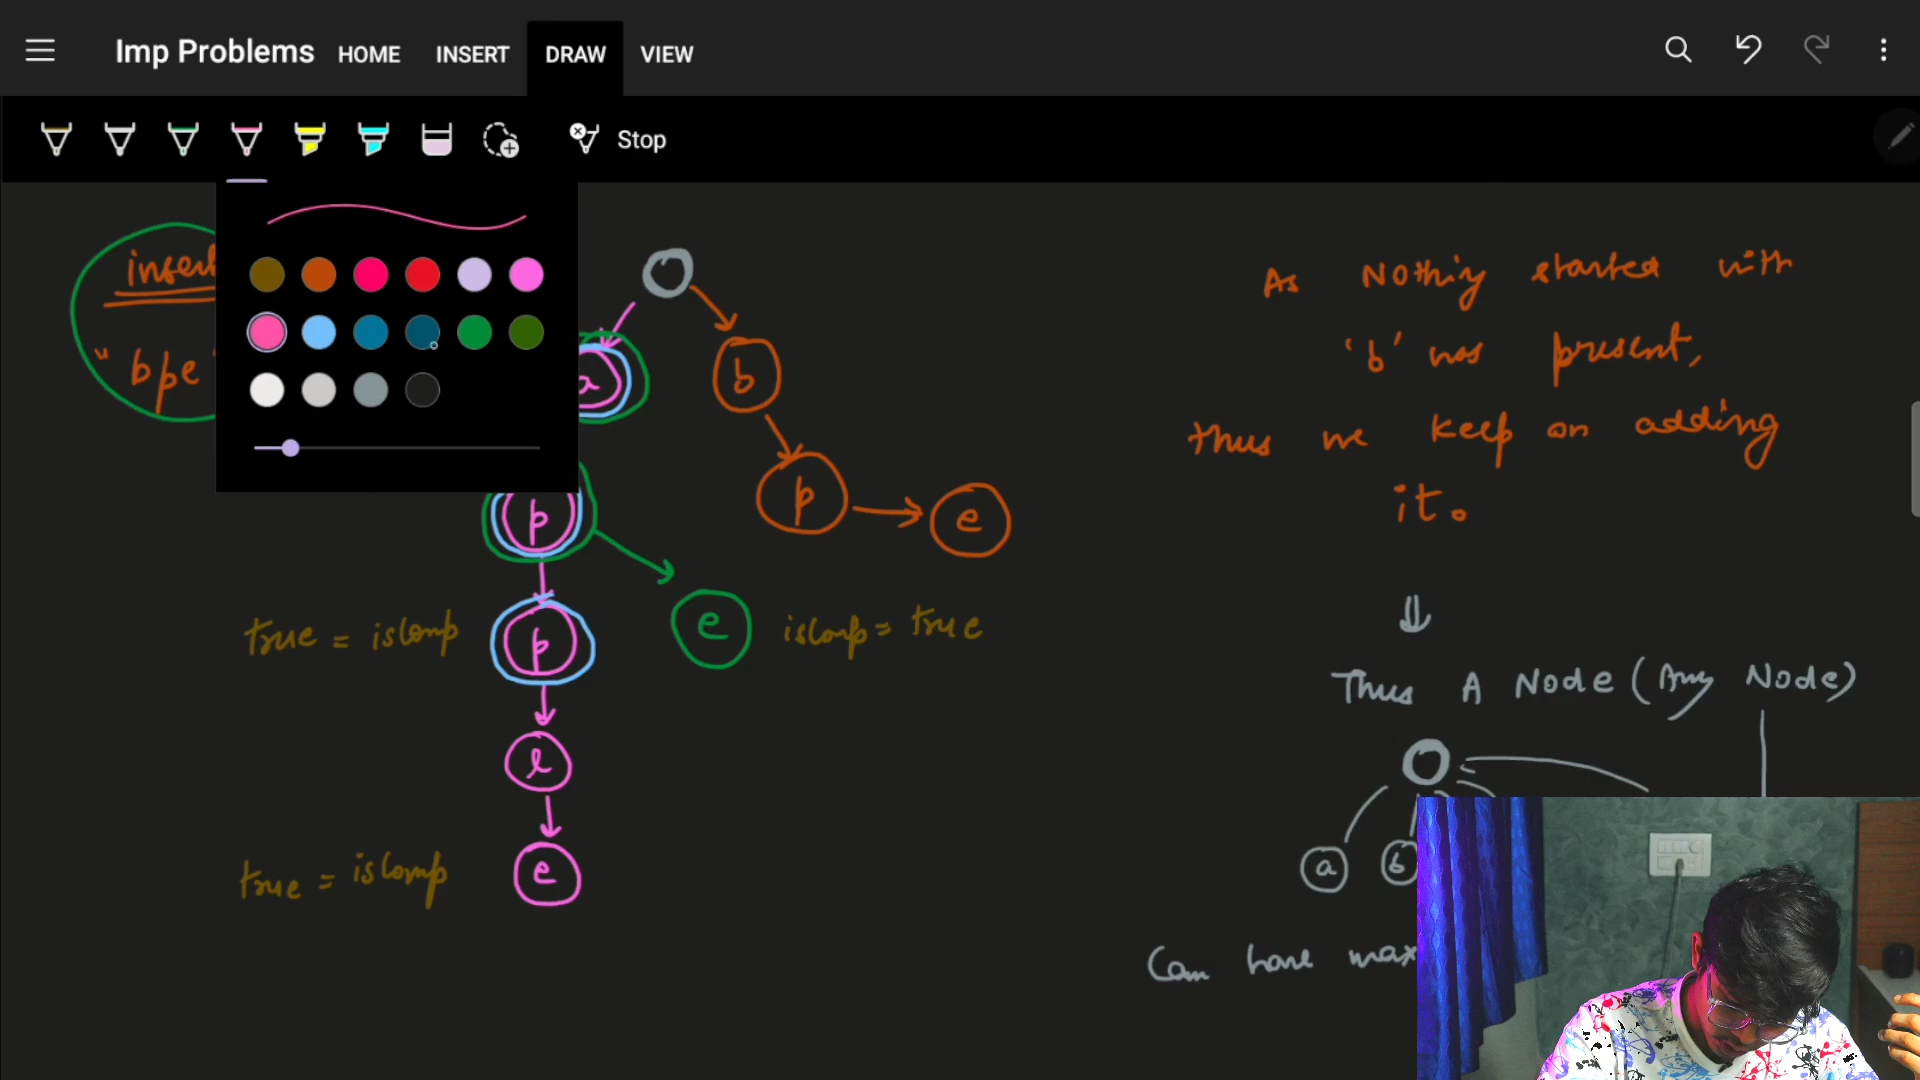 Imp Problems HOME INSERT DRAW VIEW
Stop
insert
"bpe"
a
b
p
e
p
true = isComp
p
e
isComp = true
l
true = isComp
e
As Nothing started with
'b' was present,
thus we keep on adding
it.
⇓
Thus A Node (Any Node)
a
b
Can have max